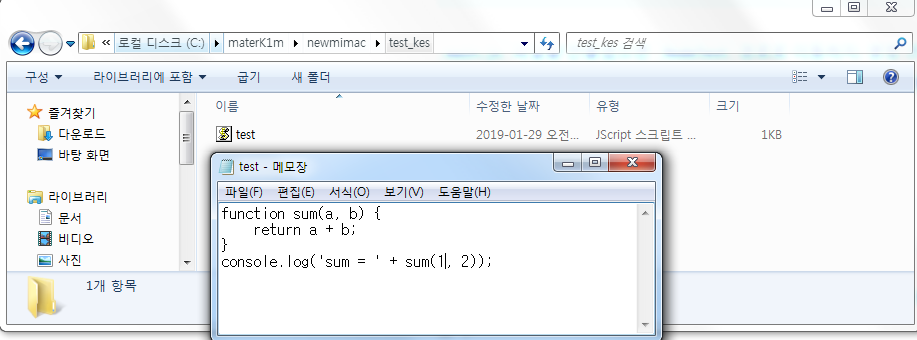 « 로컬 디스크 (C:) ▸ materK1m ▸ newmimac ▸ test_kes
test_kes 검색
구성 라이브러리에 포함 굽기 새 폴더
이름 수정한 날짜 유형 크기
즐겨찾기
다운로드
바탕 화면
라이브러리
문서
비디오
사진
test 2019-01-29 오전... JScript 스크립트 ... 1KB
test - 메모장
파일(F) 편집(E) 서식(O) 보기(V) 도움말(H)
function sum(a, b) {
    return a + b;
}
console.log('sum = ' + sum(1, 2));
1개 항목